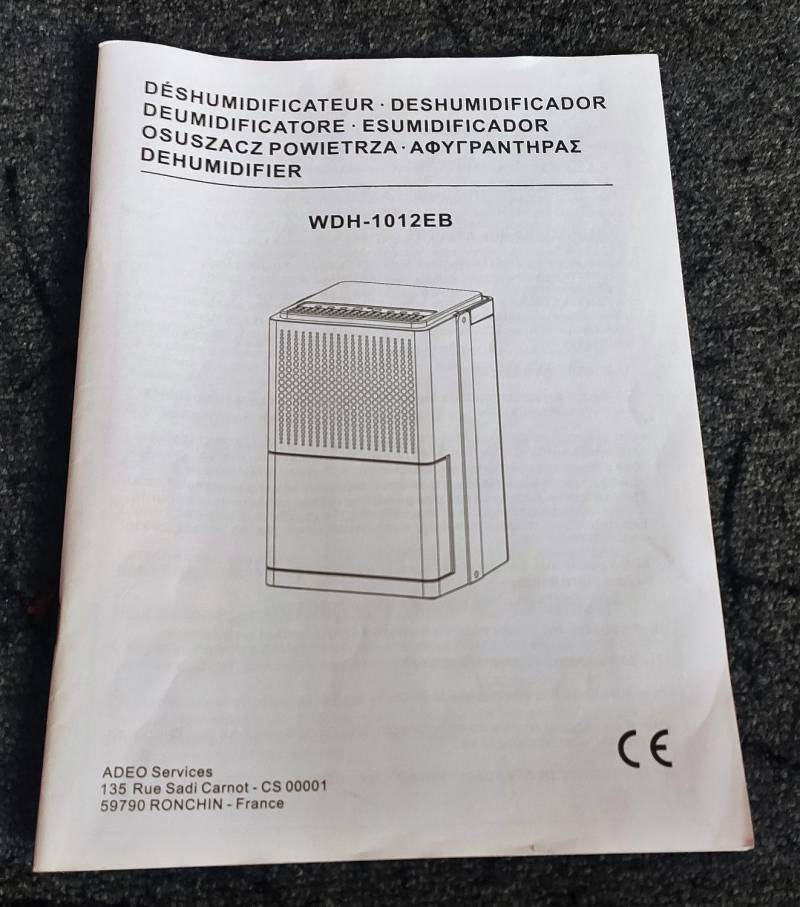 DÉSHUMIDIFICATEUR · DESHUMIDIFICADOR
DEUMIDIFICATORE · ESUMIDIFICADOR
OSUSZACZ POWIETRZA · ΑΦΥΓΡΑΝΤΗΡΑΣ
DEHUMIDIFIER
WDH-1012EB
CE
ADEO Services
135 Rue Sadi Carnot - CS 00001
59790 RONCHIN - France